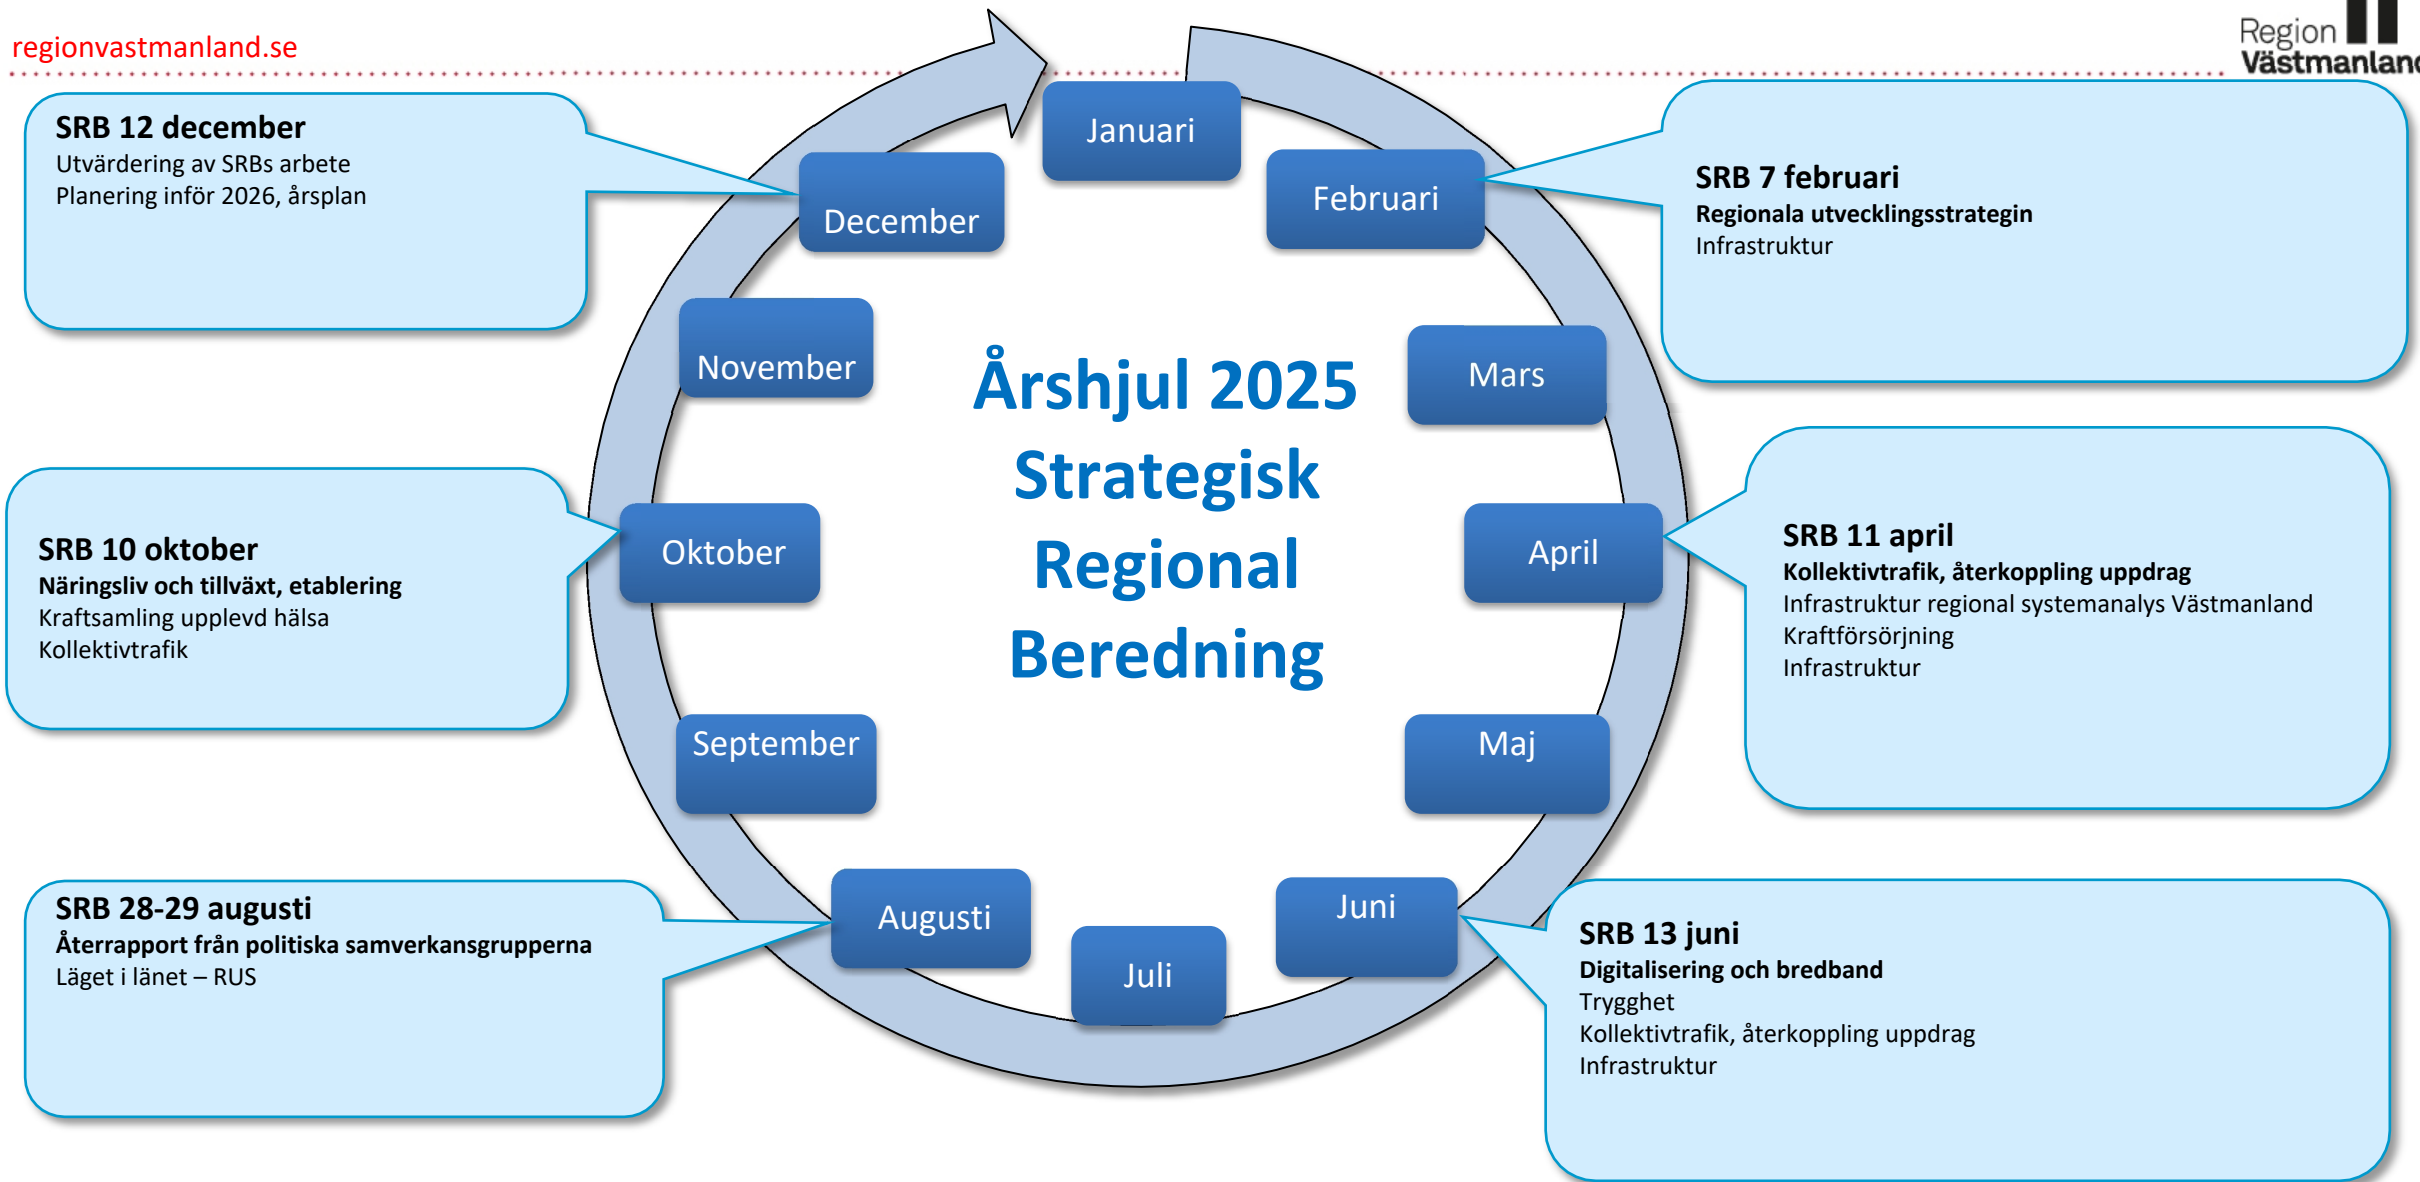 regionvastmanland.se
Region
Västmanland
SRB 12 december
Utvärdering av SRBs arbete
Planering inför 2026, årsplan
Januari
Februari
Mars
April
Maj
Juni
Juli
Augusti
September
Oktober
November
December
Årshjul 2025
Strategisk
Regional
Beredning
SRB 7 februari
Regionala utvecklingsstrategin
Infrastruktur
SRB 11 april
Kollektivtrafik, återkoppling uppdrag
Infrastruktur regional systemanalys Västmanland
Kraftförsörjning
Infrastruktur
SRB 13 juni
Digitalisering och bredband
Trygghet
Kollektivtrafik, återkoppling uppdrag
Infrastruktur
SRB 28-29 augusti
Återrapport från politiska samverkansgrupperna
Läget i länet – RUS
SRB 10 oktober
Näringsliv och tillväxt, etablering
Kraftsamling upplevd hälsa
Kollektivtrafik